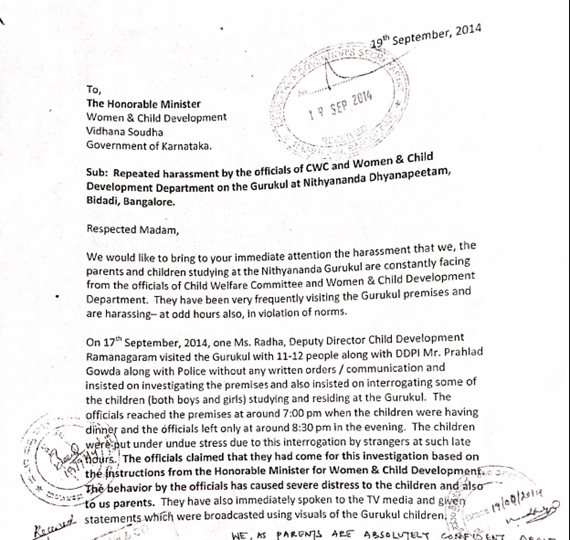 19th September, 2014
19 SEP 2014
To,
The Honorable Minister
Women & Child Development
Vidhana Soudha
Government of Karnataka.
Sub: Repeated harassment by the officials of CWC and Women & Child
Development Department on the Gurukul at Nithyananda Dhyanapeetam,
Bidadi, Bangalore.
Respected Madam,
We would like to bring to your immediate attention the harassment that we, the
parents and children studying at the Nithyananda Gurukul are constantly facing
from the officials of Child Welfare Committee and Women & Child Development
Department. They have been very frequently visiting the Gurukul premises and
are harassing– at odd hours also, in violation of norms.
On 17th September, 2014, one Ms. Radha, Deputy Director Child Development
Ramanagaram visited the Gurukul with 11-12 people along with DDPI Mr. Prahlad
Gowda along with Police without any written orders / communication and
insisted on investigating the premises and also insisted on interrogating some of
the children (both boys and girls) studying and residing at the Gurukul. The
officials reached the premises at around 7:00 pm when the children were having
dinner and the officials left only at around 8:30 pm in the evening. The children
were put under undue stress due to this interrogation by strangers at such late
hours. The officials claimed that they had come for this investigation based on
the instructions from the Honorable Minister for Women & Child Development.
The behavior by the officials has caused severe distress to the children and also
to us parents. They have also immediately spoken to the TV media and given
statements which were broadcasted using visuals of the Gurukul children.
Received
WE, AS PARENTS ARE ABSOLUTELY CONFIDENT ABOUT